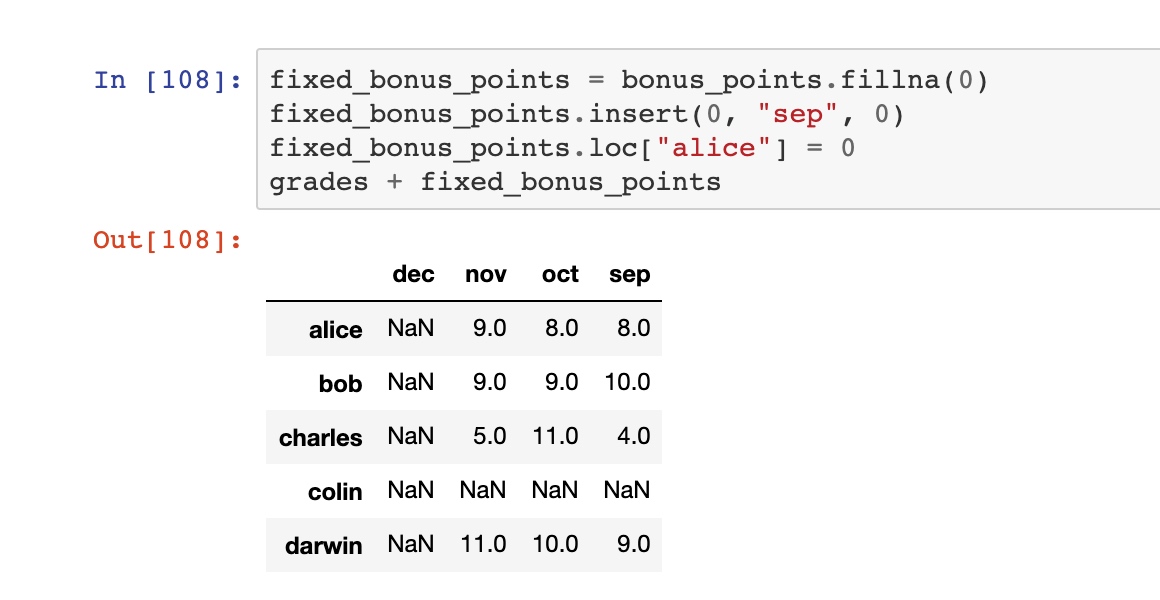 In [108]: fixed_bonus_points = bonus_points.fillna(0)
fixed_bonus_points.insert(0, "sep", 0)
fixed_bonus_points.loc["alice"] = 0
grades + fixed_bonus_points
Out[108]:
dec nov oct sep
alice NaN 9.0 8.0 8.0
bob NaN 9.0 9.0 10.0
charles NaN 5.0 11.0 4.0
colin NaN NaN NaN NaN
darwin NaN 11.0 10.0 9.0